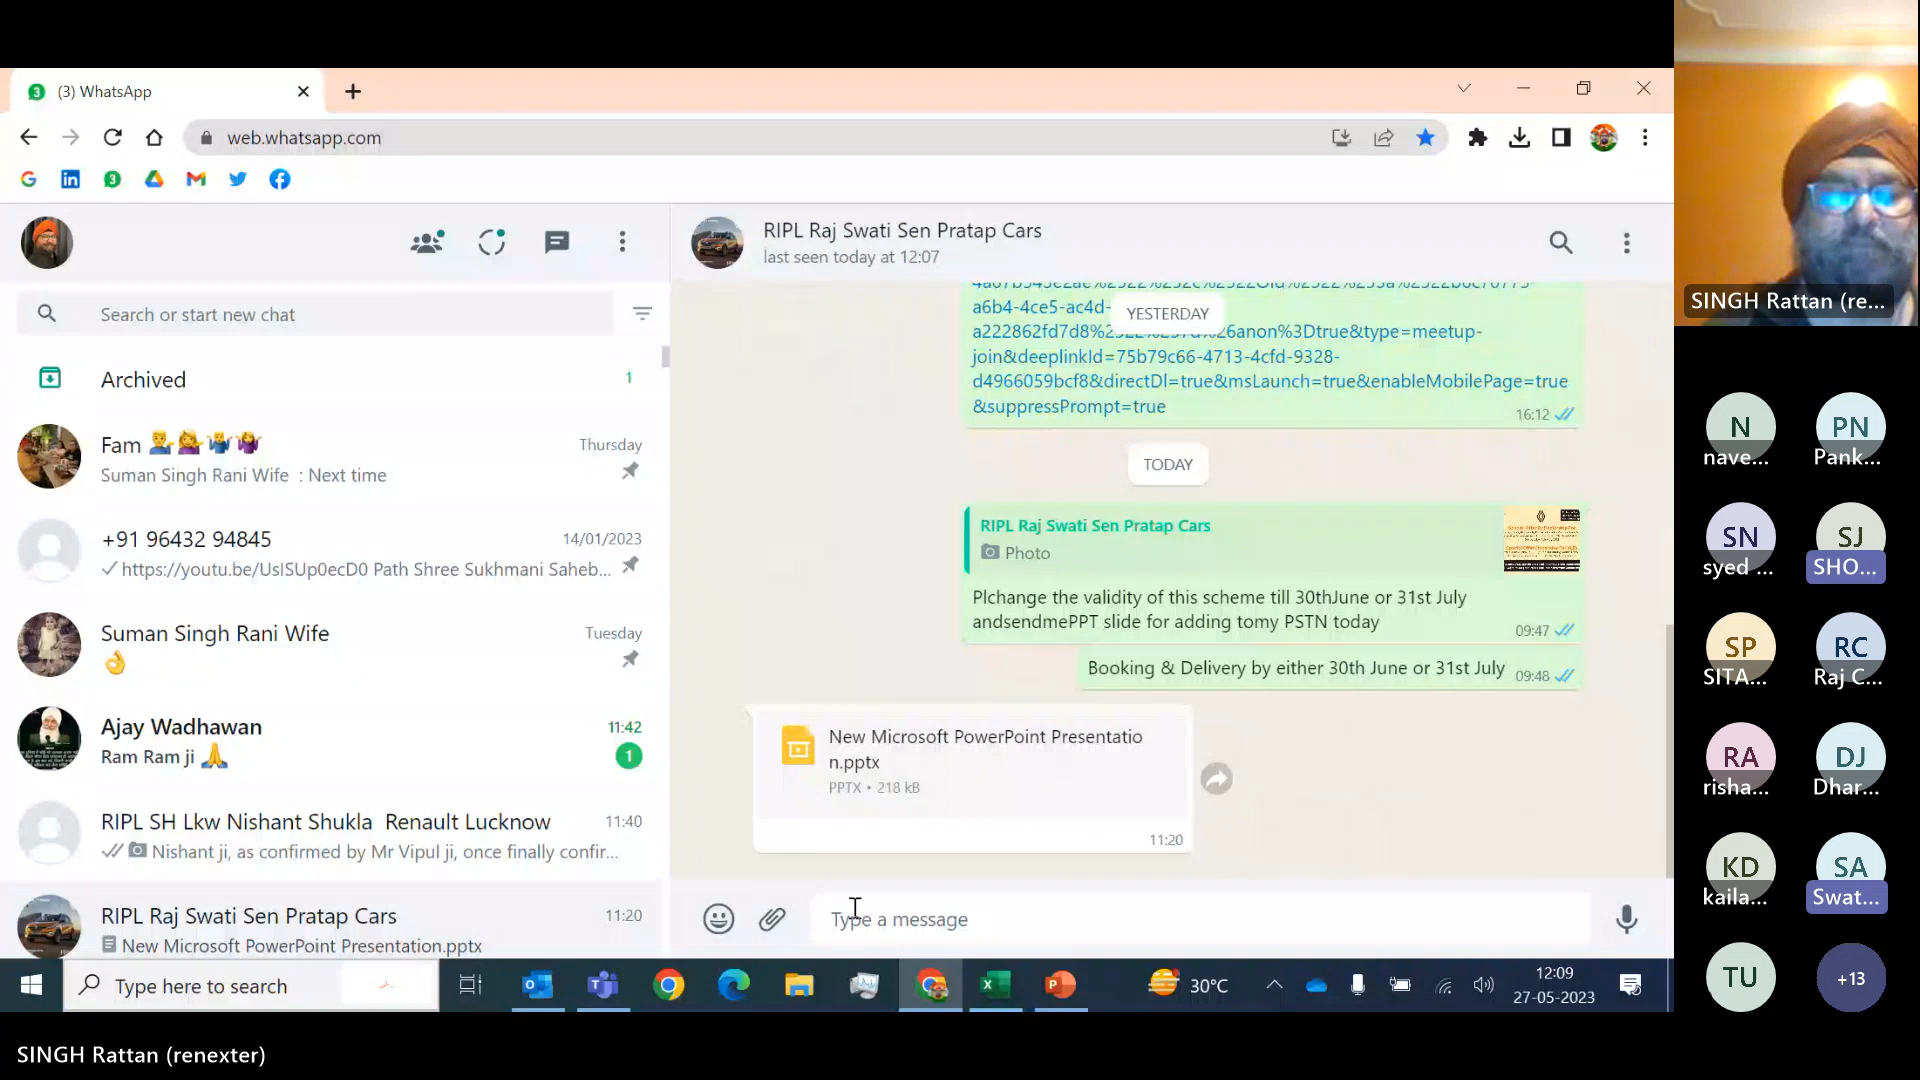 (3) WhatsApp
web.whatsapp.com
RIPL Raj Swati Sen Pratap Cars
last seen today at 12:07
Search or start new chat
Archived
1
Fam
Thursday
Suman Singh Rani Wife : Next time
+91 96432 94845
14/01/2023
https://youtu.be/UsISUp0ecD0 Path Shree Sukhmani Saheb...
Suman Singh Rani Wife
Tuesday
Ajay Wadhawan
11:42
Ram Ram ji
1
RIPL SH Lkw Nishant Shukla Renault Lucknow
11:40
Nishant ji, as confirmed by Mr Vipul ji, once finally confir...
RIPL Raj Swati Sen Pratap Cars
11:20
New Microsoft PowerPoint Presentation.pptx
a6b4-4ce5-ac4d-
YESTERDAY
join&deeplinkId=75b79c66-4713-4cfd-9328-
d4966059bcf8&directDl=true&msLaunch=true&enableMobilePage=true
&suppressPrompt=true
16:12
TODAY
RIPL Raj Swati Sen Pratap Cars
Photo
Plchange the validity of this scheme till 30thJune or 31st July
andsendmePPT slide for adding tomy PSTN today
09:47
Booking & Delivery by either 30th June or 31st July
09:48
New Microsoft PowerPoint Presentatio
n.pptx
PPTX • 218 kB
11:20
Type a message
Type here to search
30°C
12:09
27-05-2023
SINGH Rattan (re...
N
nave...
PN
Pank...
SN
syed ...
SJ
SHO...
SP
SITA...
RC
Raj C...
RA
risha...
DJ
Dhar...
KD
kaila...
SA
Swat...
TU
+13
SINGH Rattan (renexter)